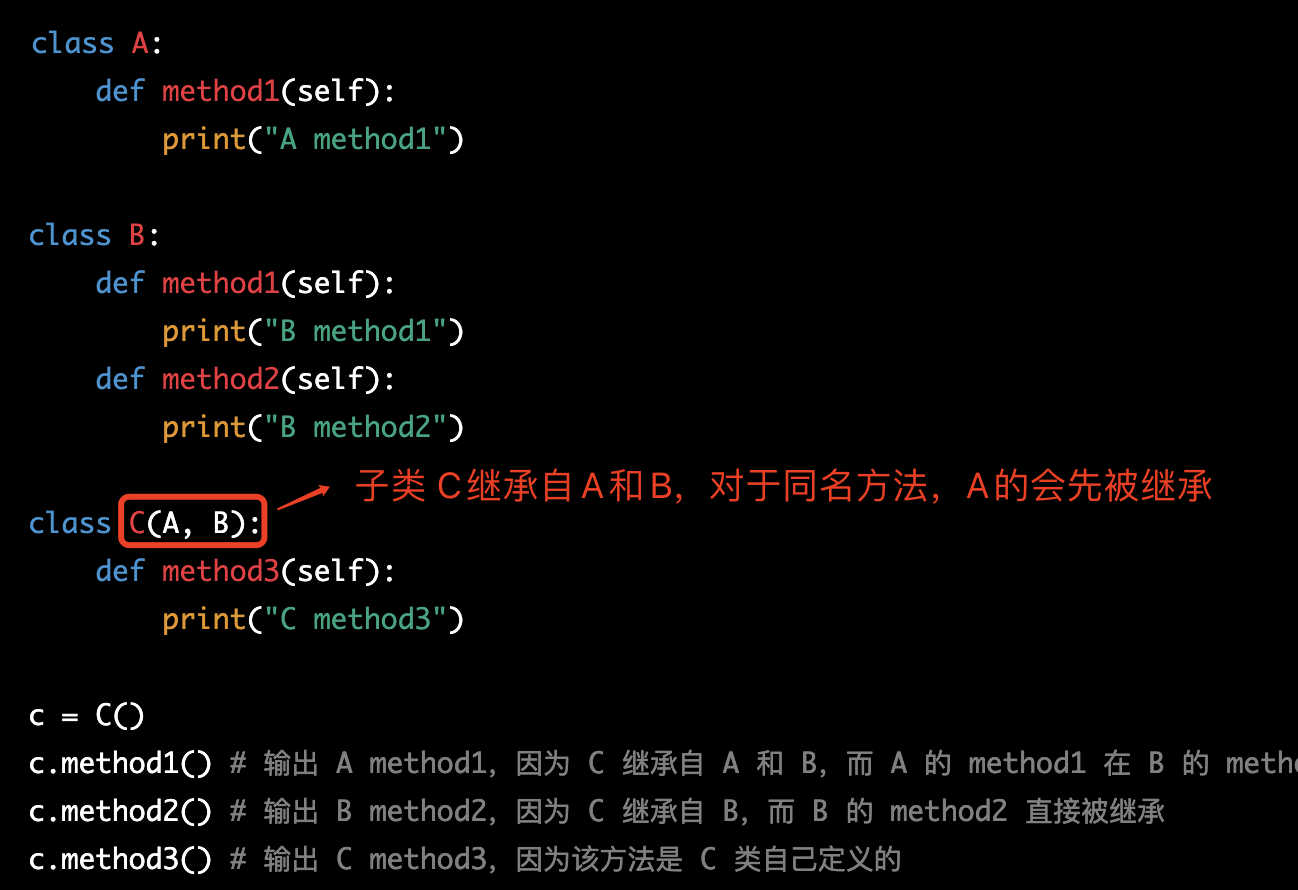 class A:
    def method1(self):
        print("A method1")
class B:
    def method1(self):
        print("B method1")
    def method2(self):
        print("B method2")
子类 C继承自A和B，对于同名方法，A的会先被继承
class C(A, B):
    def method3(self):
        print("C method3")
c = C()
c.method1() # 输出 A method1，因为 C 继承自 A 和 B，而 A 的 method1 在 B 的
c.method2() # 输出 B method2，因为 C 继承自 B，而 B 的 method2 直接被继承
c.method3() # 输出 C method3，因为该方法是 C 类自己定义的